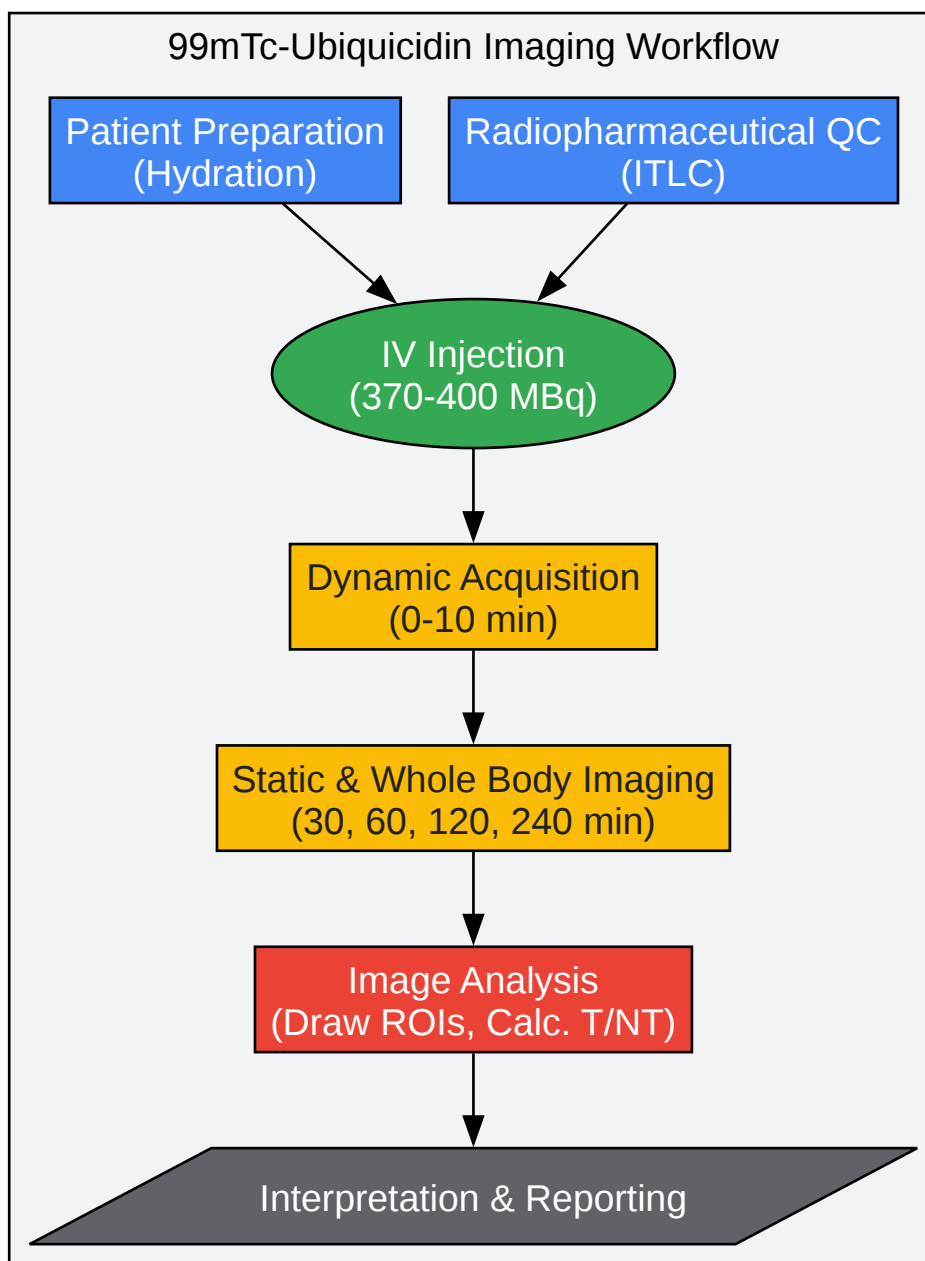 99mTc-Ubiquicidin Imaging Workflow
Patient Preparation
(Hydration)
Radiopharmaceutical QC
(ITLC)
IV Injection
(370-400 MBq)
Dynamic Acquisition
(0-10 min)
Static & Whole Body Imaging
(30, 60, 120, 240 min)
Image Analysis
(Draw ROIs, Calc. T/NT)
Interpretation & Reporting